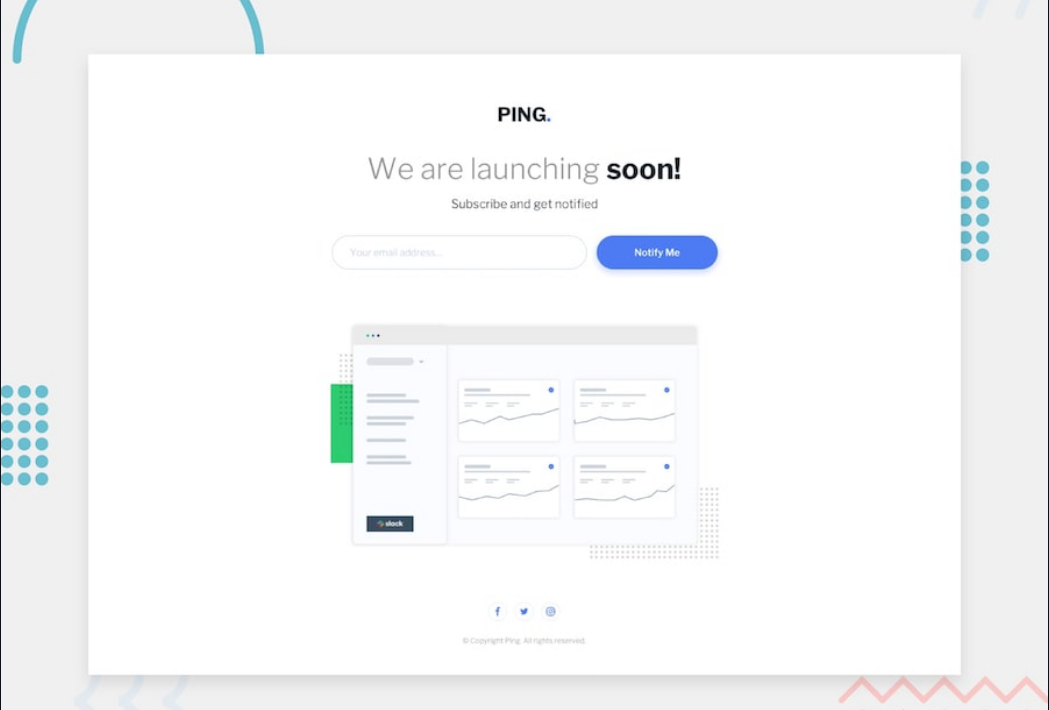 PING.
We are launching soon!
Subscribe and get notified
Your email address...
Notify Me
slack
© Copyright Ping. All rights reserved.